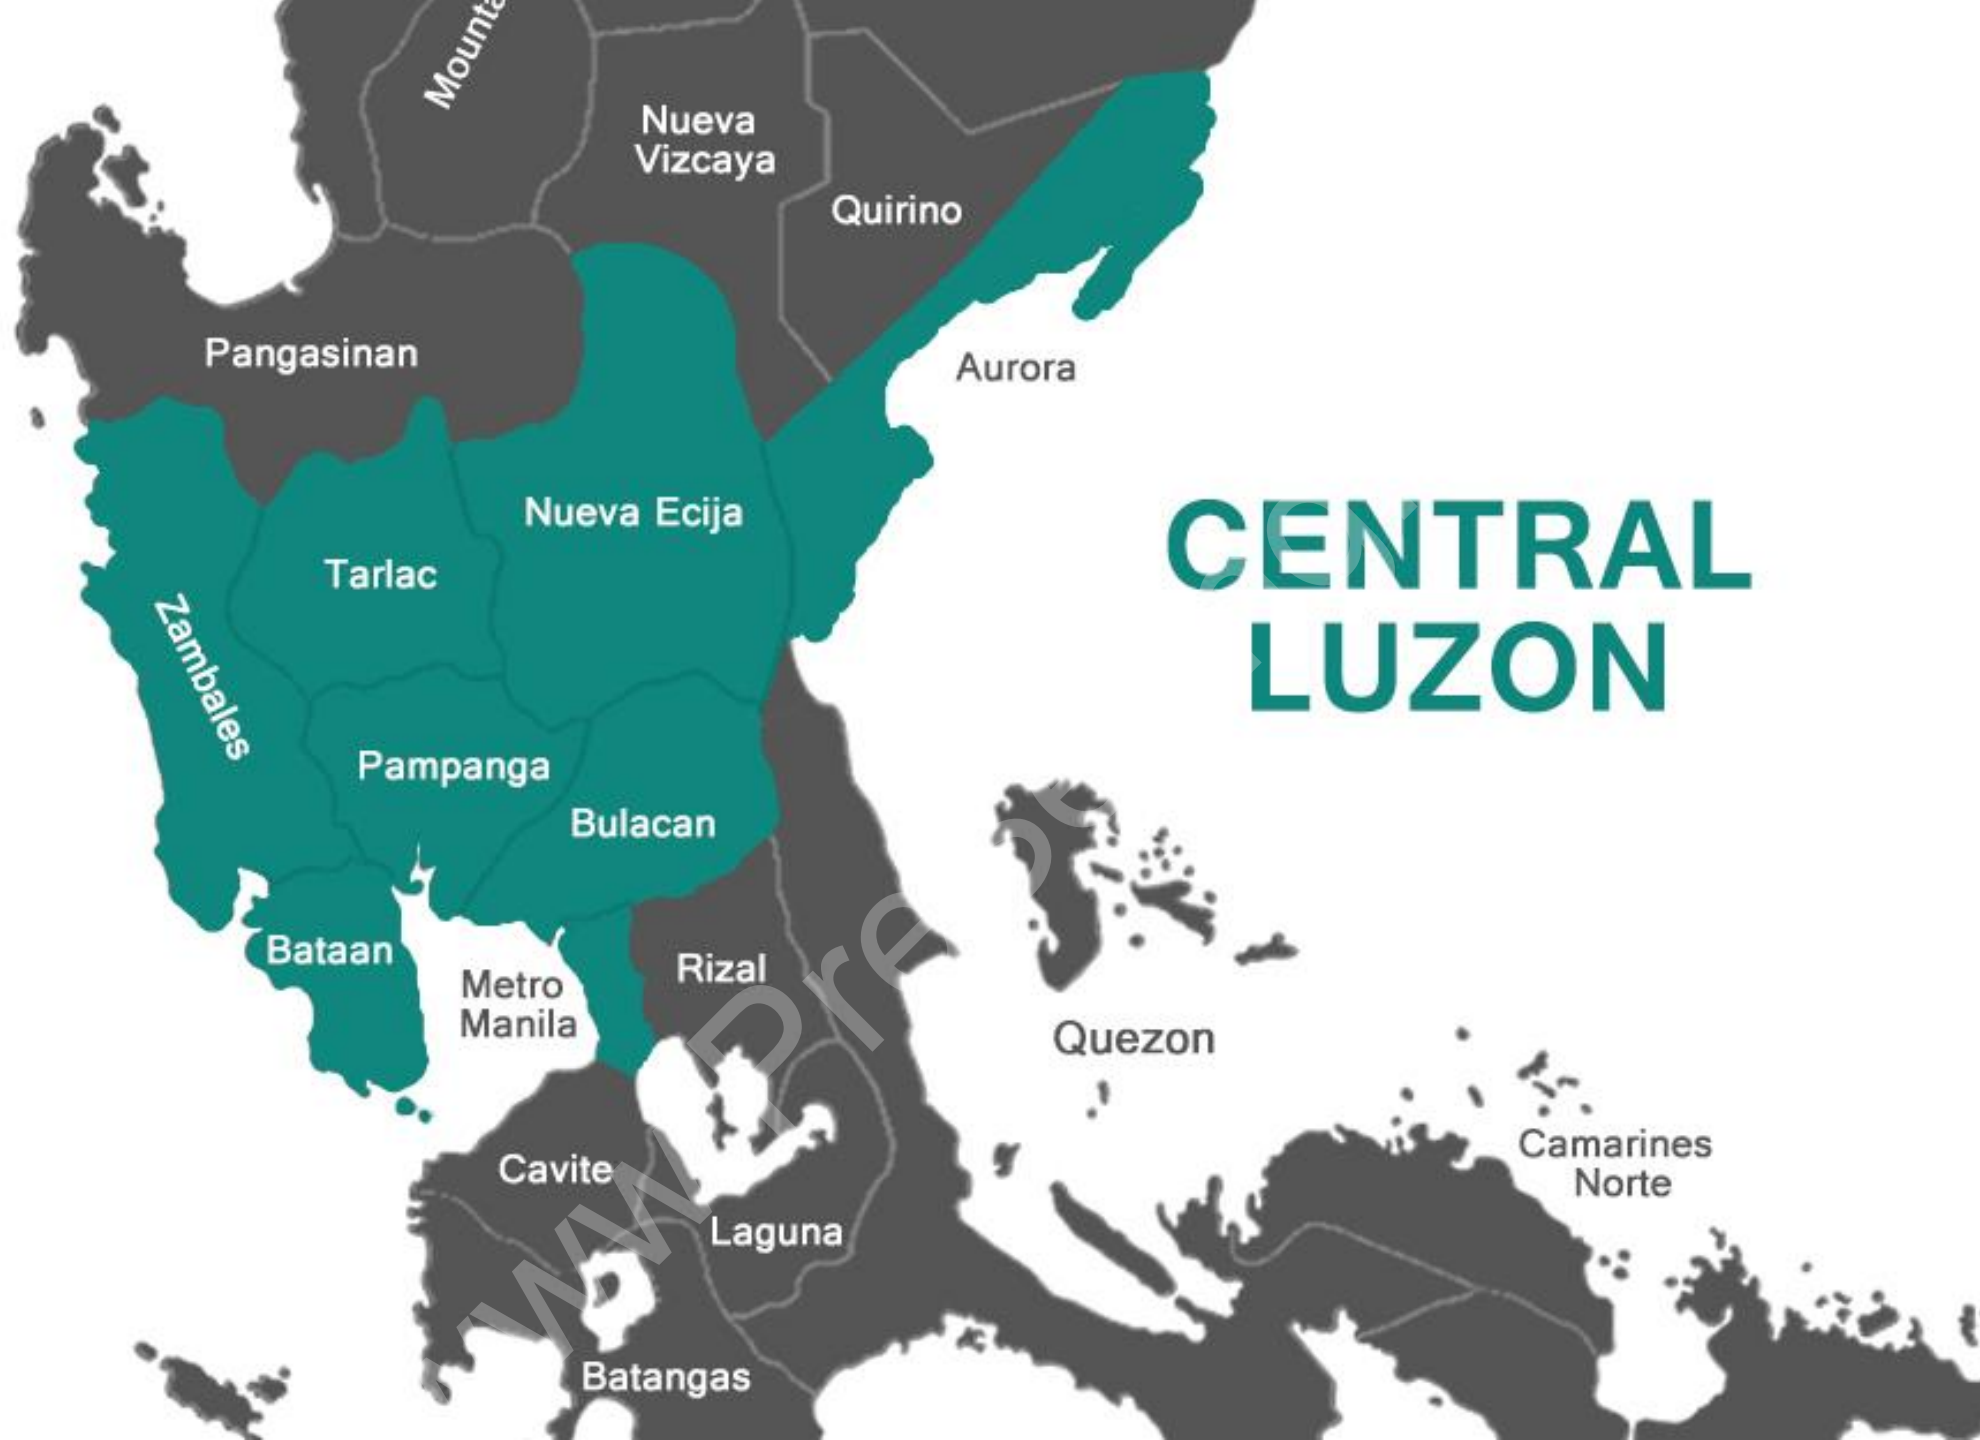 Nueva
Vizcaya
Quirino
Pangasinan
Aurora
Nueva Ecija
Tarlac
CENTRAL
LUZON
Zambales
Pampanga
Bulacan
Bataan
Metro
Manila
Rizal
Quezon
Cavite
Camarines
Norte
Laguna
Batangas